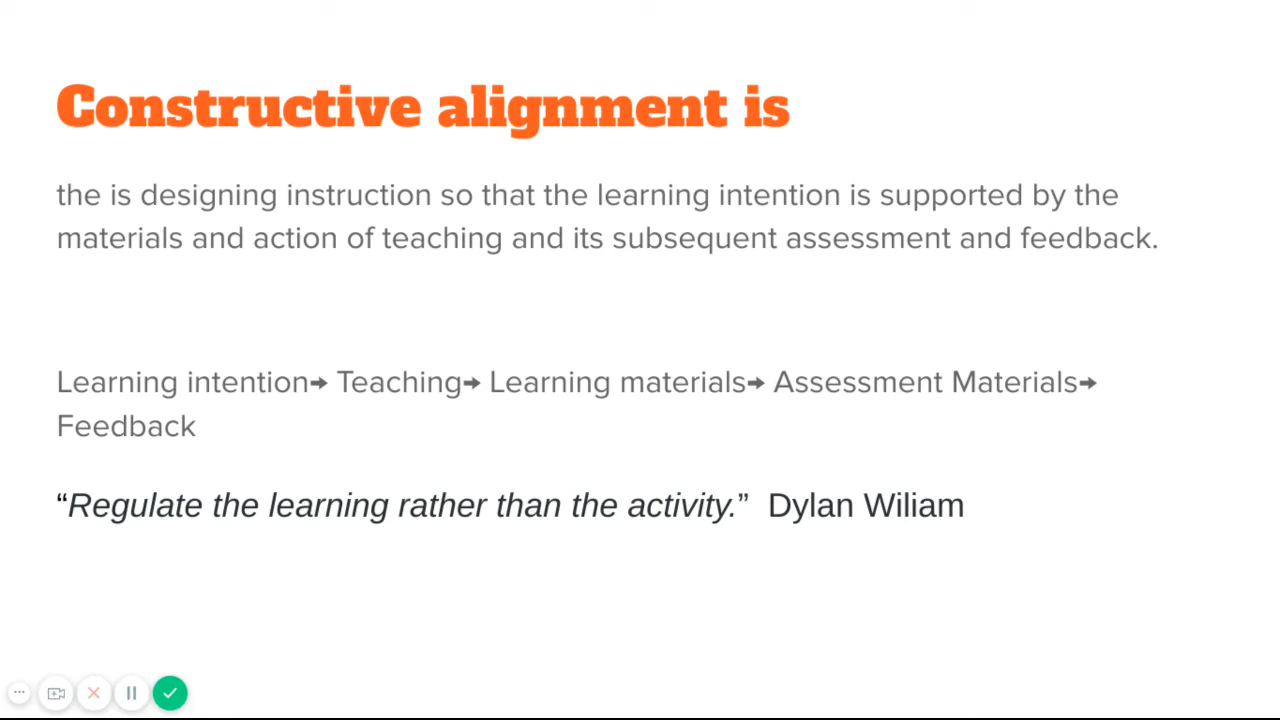 Constructive alignment is
the is designing instruction so that the learning intention is supported by the
materials and action of teaching and its subsequent assessment and feedback.
Learning intention➞ Teaching➞ Learning materials➞ Assessment Materials➞
Feedback
“Regulate the learning rather than the activity.” Dylan Wiliam